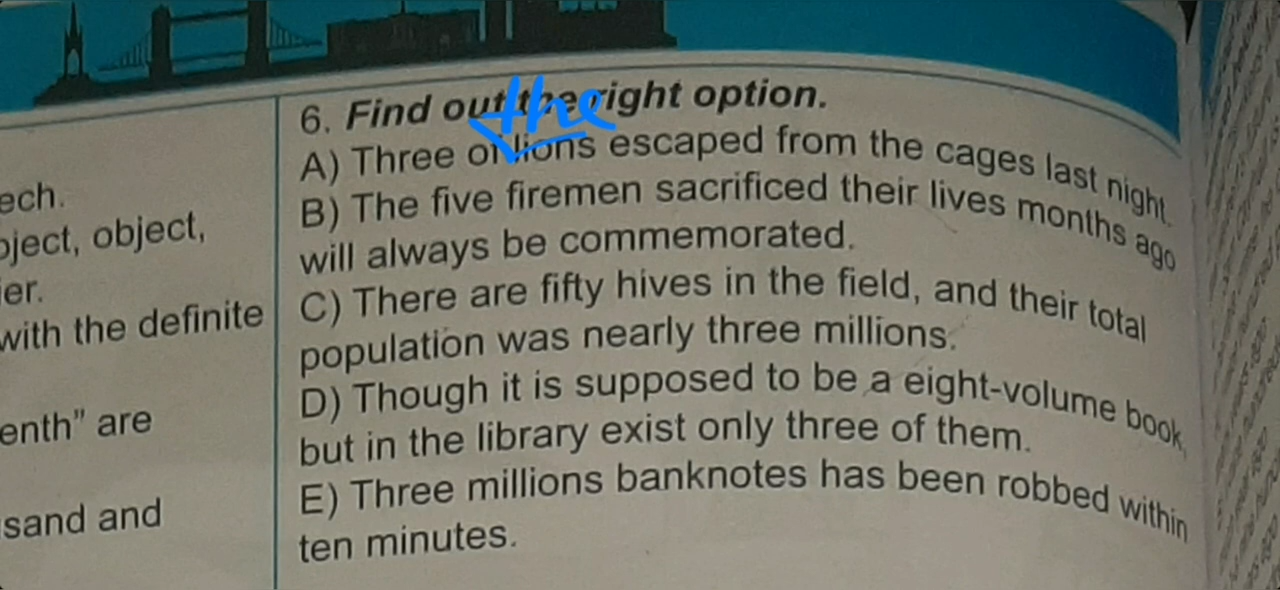 6. Find out the right option.
the
A) Three of lions escaped from the cages last night.
B) The five firemen sacrificed their lives months ago
will always be commemorated.
C) There are fifty hives in the field, and their total
population was nearly three millions.
D) Though it is supposed to be a eight-volume book,
but in the library exist only three of them.
E) Three millions banknotes has been robbed within
ten minutes.
ech.
bject, object,
ier.
with the definite
enth" are
sand and